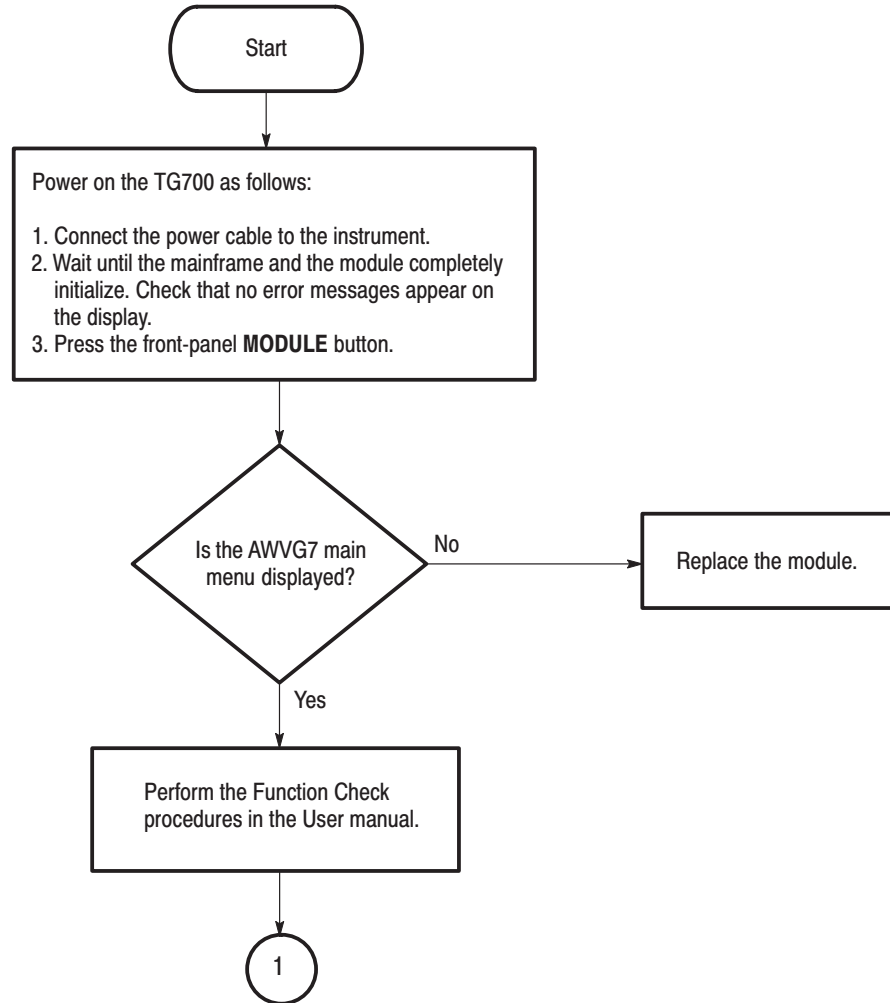 Start
Power on the TG700 as follows:
1. Connect the power cable to the instrument.
2. Wait until the mainframe and the module completely
initialize. Check that no error messages appear on
the display.
3. Press the front-panel MODULE button.
Is the AWVG7 main
menu displayed?
No
Replace the module.
Yes
Perform the Function Check
procedures in the User manual.
1